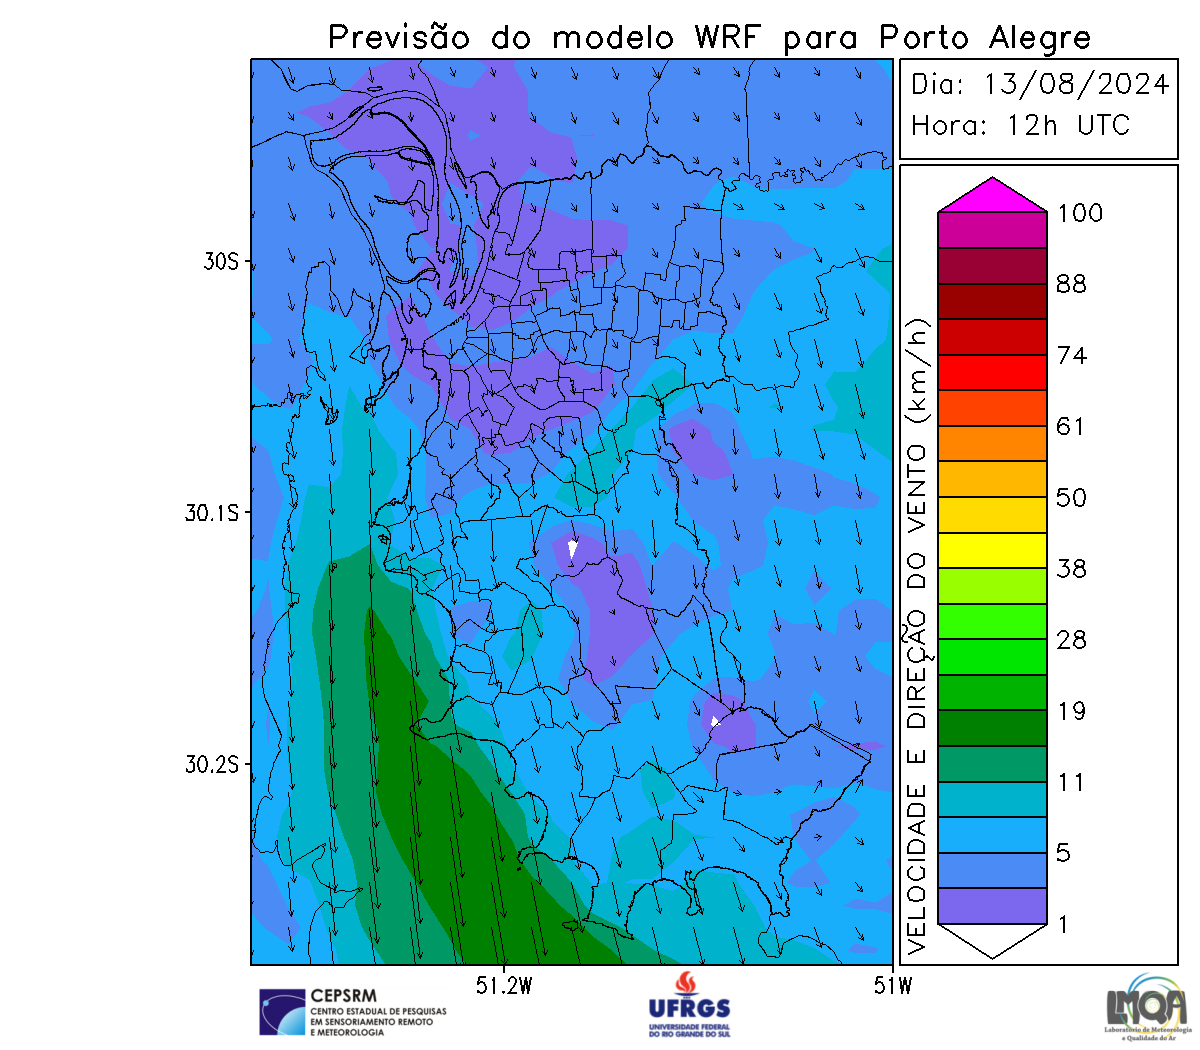 Previsão do modelo WRF para Porto Alegre
Dia: 13/08/2024
Hora: 12h UTC
30S
30.1S
30.2S
51.2W
51W
VELOCIDADE E DIREÇÃO DO VENTO (km/h)
100
88
74
61
50
38
28
19
11
5
1
CEPSRM
CENTRO ESTADUAL DE PESQUISAS
EM SENSORIAMENTO REMOTO
E METEOROLOGIA
UFRGS
UNIVERSIDADE FEDERAL
DO RIO GRANDE DO SUL
LMQA
Laboratório de Meteorologia
e Qualidade do Ar